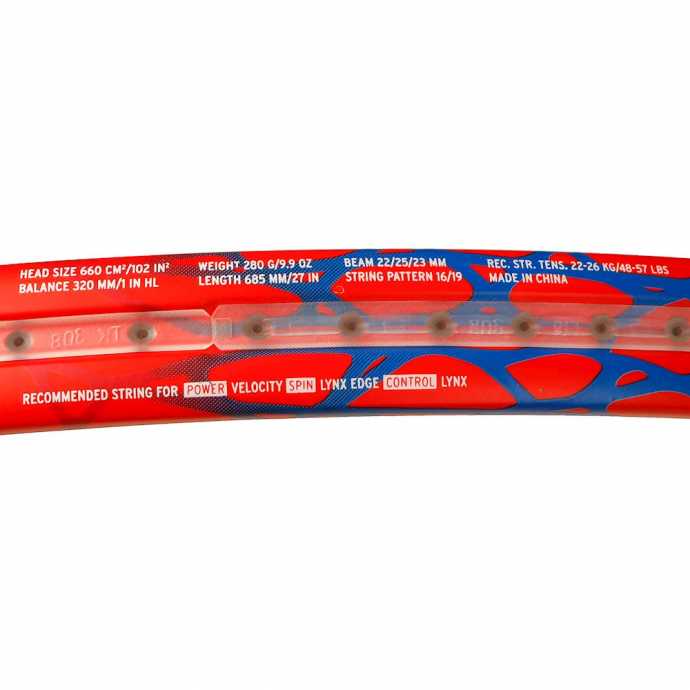 HEAD SIZE 660 CM²/102 IN²
BALANCE 320 MM/1 IN HL
WEIGHT 280 G/9.9 OZ
LENGTH 685 MM/27 IN
BEAM 22/25/23 MM
STRING PATTERN 16/19
REC. STR. TENS. 22-26 KG/48-57 LBS
MADE IN CHINA
RECOMMENDED STRING FOR POWER VELOCITY SPIN LYNX EDGE CONTROL LYNX